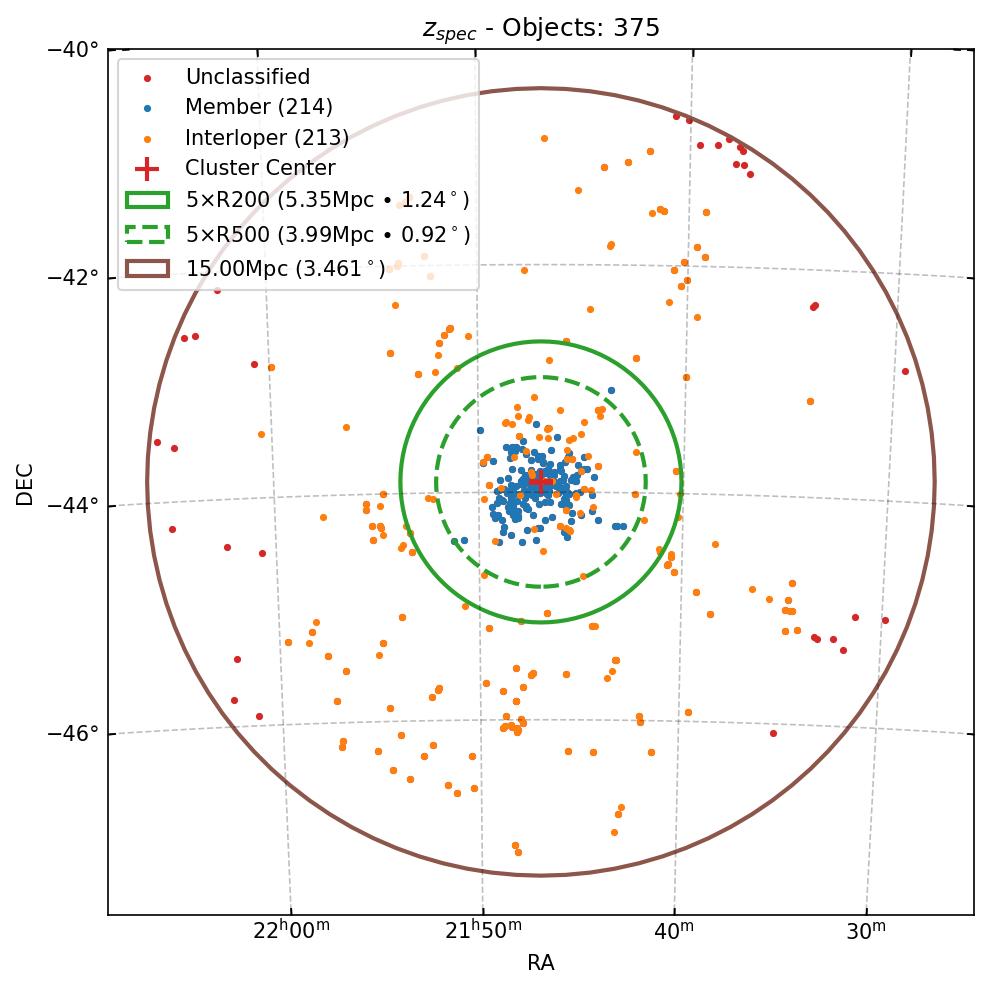 z_spec - Objects: 375
−40°
Unclassified
Member (214)
Interloper (213)
Cluster Center
5×R200 (5.35Mpc • 1.24°)
5×R500 (3.99Mpc • 0.92°)
15.00Mpc (3.461°)
−42°
DEC
−44°
−46°
22ʰ00ᵐ
21ʰ50ᵐ
40ᵐ
30ᵐ
RA